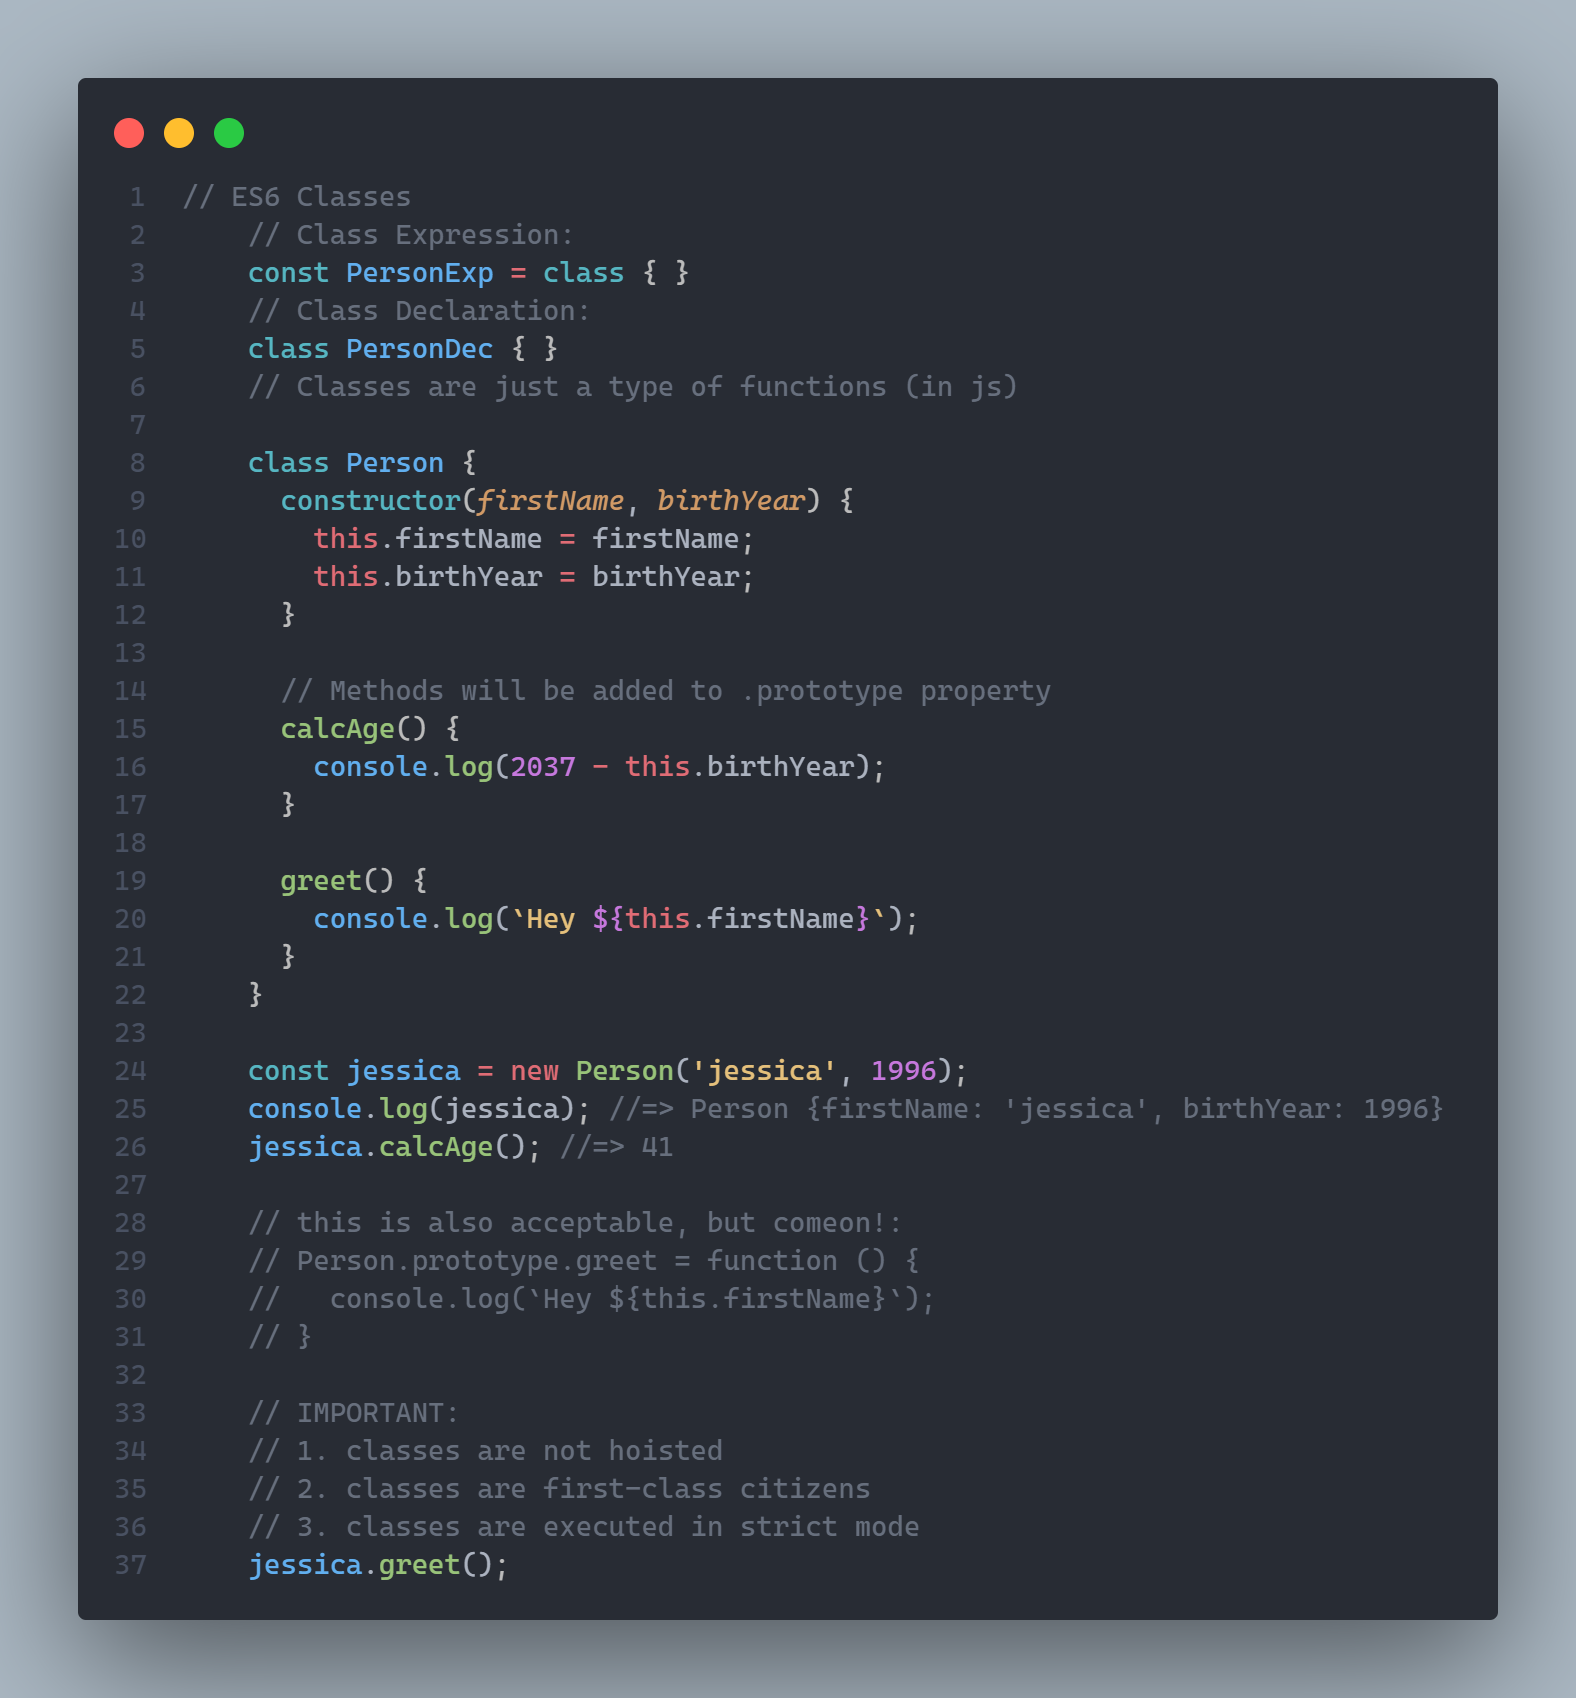 1 // ES6 Classes
2     // Class Expression:
3     const PersonExp = class { }
4     // Class Declaration:
5     class PersonDec { }
6     // Classes are just a type of functions (in js)
7
8     class Person {
9       constructor(firstName, birthYear) {
10         this.firstName = firstName;
11         this.birthYear = birthYear;
12       }
13
14       // Methods will be added to .prototype property
15       calcAge() {
16         console.log(2037 - this.birthYear);
17       }
18
19       greet() {
20         console.log(`Hey ${this.firstName}`);
21       }
22     }
23
24     const jessica = new Person('jessica', 1996);
25     console.log(jessica); //=> Person {firstName: 'jessica', birthYear: 1996}
26     jessica.calcAge(); //=> 41
27
28     // this is also acceptable, but comeon!:
29     // Person.prototype.greet = function () {
30     //   console.log(`Hey ${this.firstName}`);
31     // }
32
33     // IMPORTANT:
34     // 1. classes are not hoisted
35     // 2. classes are first-class citizens
36     // 3. classes are executed in strict mode
37     jessica.greet();